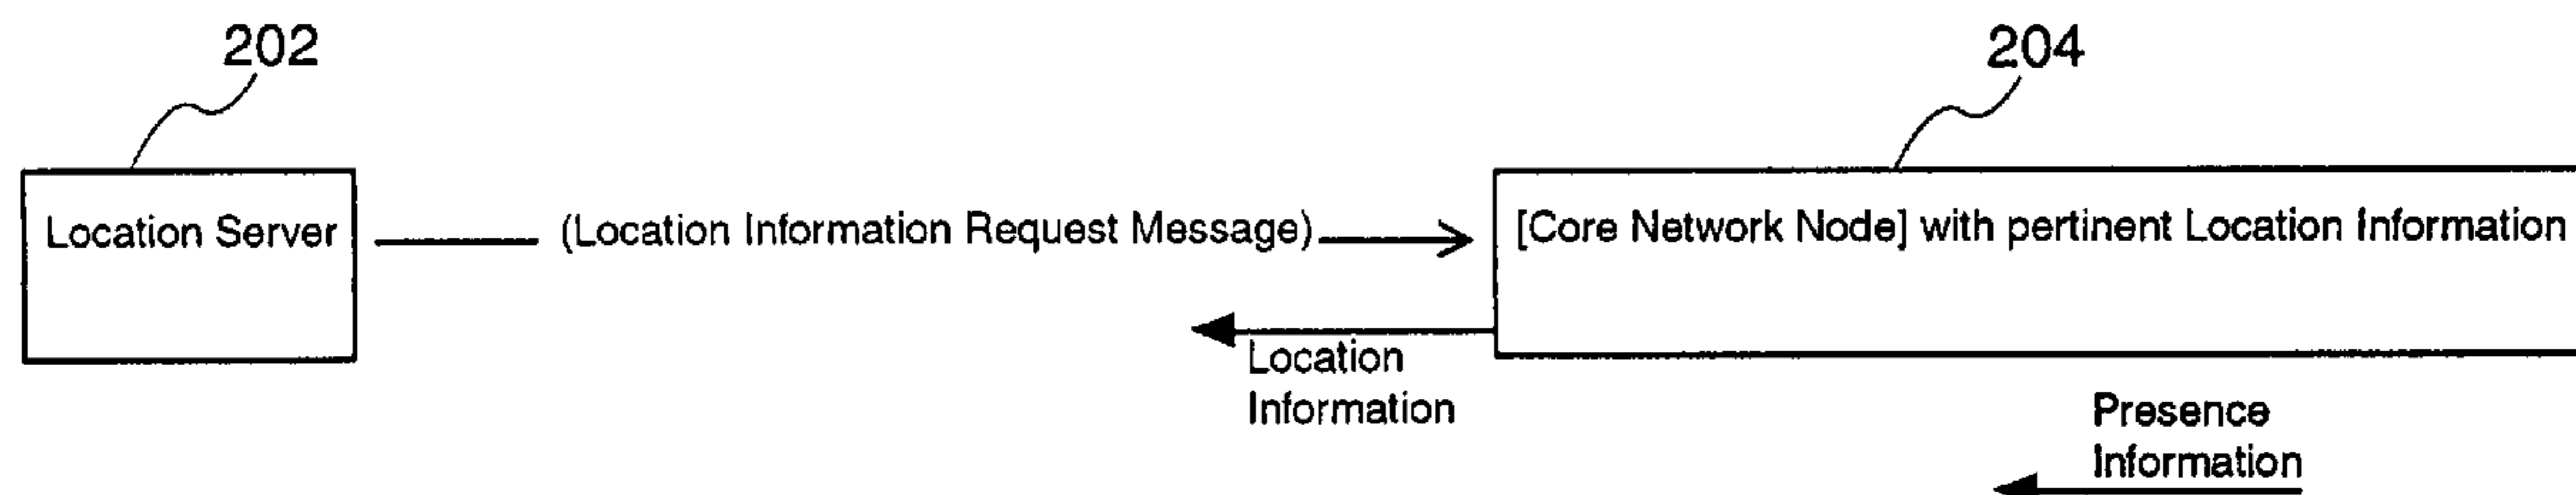 202
204
Location Server
(Location Information Request Message)
[Core Network Node] with pertinent Location Information
Location
Information
Presence
Information